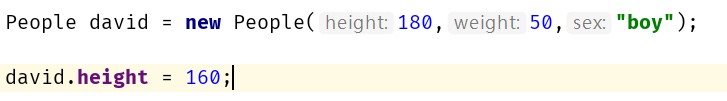 People david = new People( height: 180, weight: 50, sex: "boy");
david.height = 160;